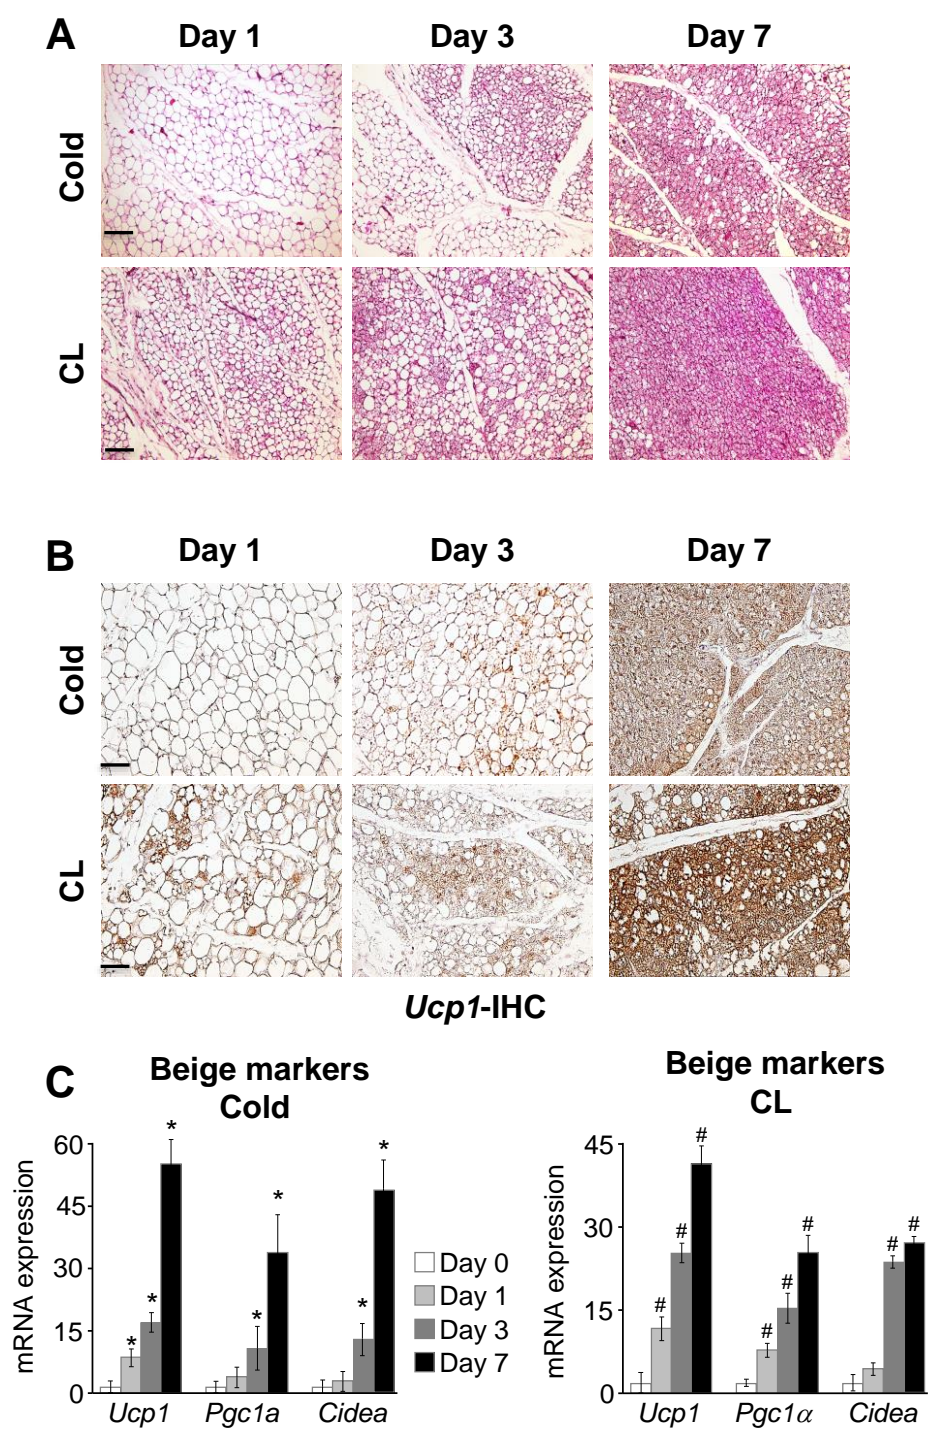 A
Day 1
Day 3
Day 7
Cold
CL
B
Day 1
Day 3
Day 7
Cold
CL
Ucp1-IHC
C
Beige markers
Cold
mRNA expression
60
45
30
15
0
*
*
*
*
*
*
*
Ucp1
Pgc1a
Cidea
Day 0
Day 1
Day 3
Day 7
Beige markers
CL
mRNA expression
45
30
15
0
#
#
#
#
#
#
#
#
Ucp1
Pgc1α
Cidea